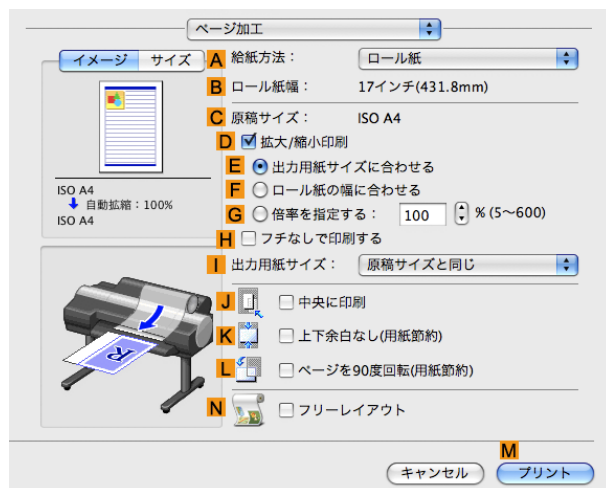 ページ加工
イメージ サイズ
A 給紙方法： ロール紙
B ロール紙幅： 17インチ(431.8mm)
C 原稿サイズ： ISO A4
D 拡大/縮小印刷
E 出力用紙サイズに合わせる
F ロール紙の幅に合わせる
G 倍率を指定する： 100 % (5～600)
H フチなしで印刷する
ISO A4
自動拡縮：100%
ISO A4
I 出力用紙サイズ： 原稿サイズと同じ
J 中央に印刷
K 上下余白なし(用紙節約)
L ページを90度回転(用紙節約)
N フリーレイアウト
R
M
キャンセル プリント